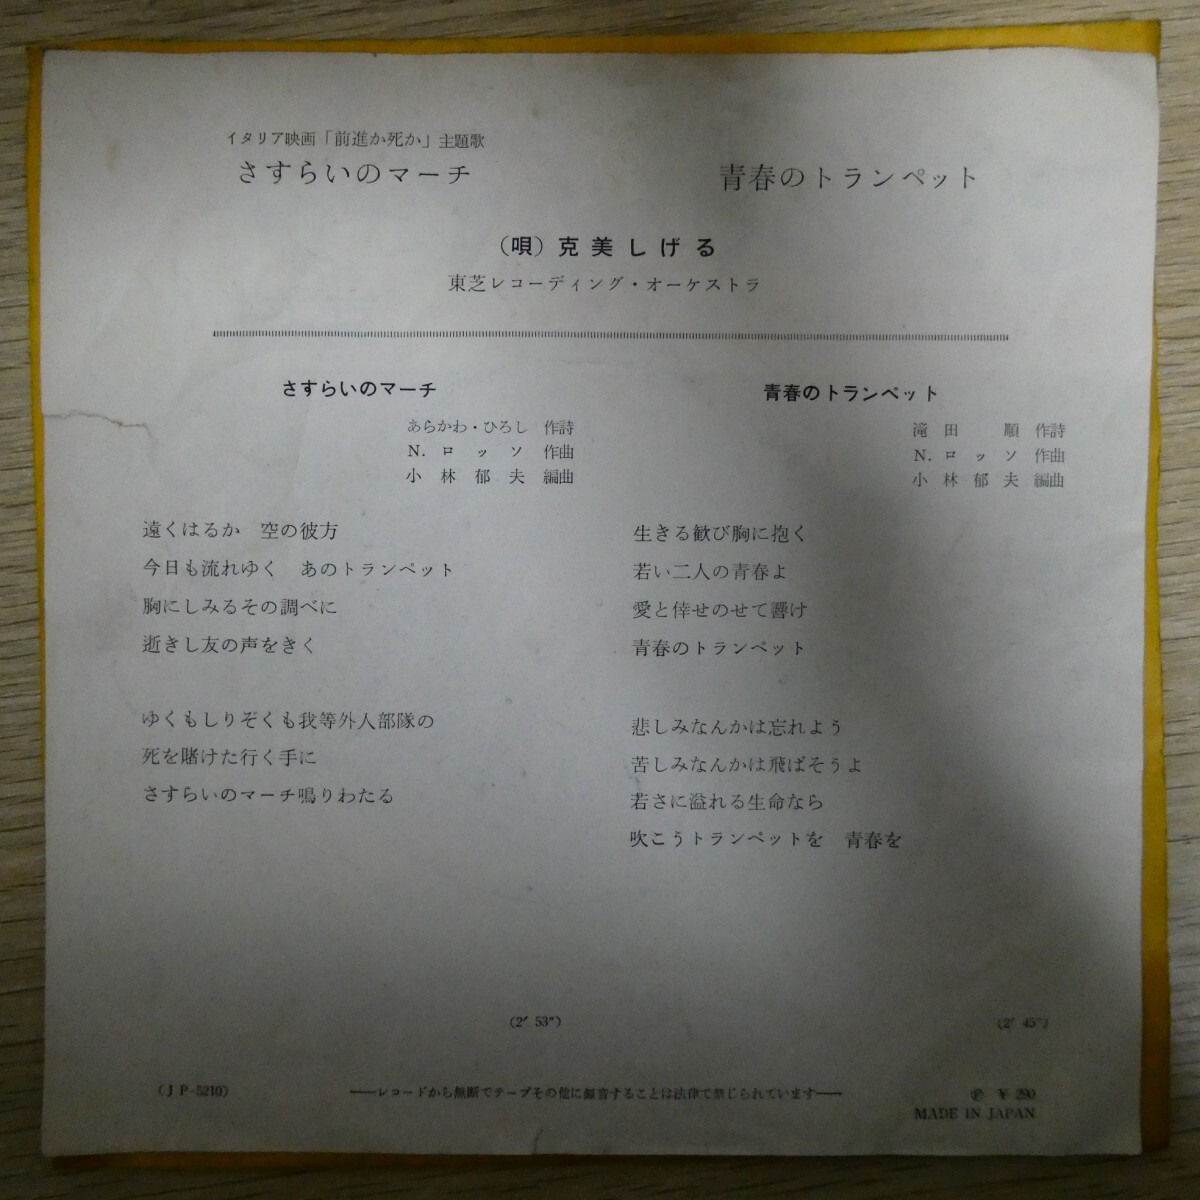 イタリア映画「前進か死か」主題歌
さすらいのマーチ
青春のトランペット
（唄）克美しげる
東芝レコーディング・オーケストラ
さすらいのマーチ
あらかわ・ひろし 作詩
N. ロッソ 作曲
小林郁夫 編曲
遠くはるか 空の彼方
今日も流れゆく あのトランペット
胸にしみるその調べに
逝きし友の声をきく
ゆくもしりぞくも我等外人部隊の
死を賭けた行く手に
さすらいのマーチ鳴りわたる
(2′ 53″)
青春のトランペット
滝田 順 作詩
N. ロッソ 作曲
小林郁夫 編曲
生きる歓び胸に抱く
若い二人の青春よ
愛と倖せのせて響け
青春のトランペット
悲しみなんかは忘れよう
苦しみなんかは飛ばそうよ
若さに溢れる生命なら
吹こうトランペットを 青春を
(2′ 45″)
(JP-5210)
――レコードから無断でテープその他に録音することは法律で禁じられています――
Ⓟ ¥ 290
MADE IN JAPAN